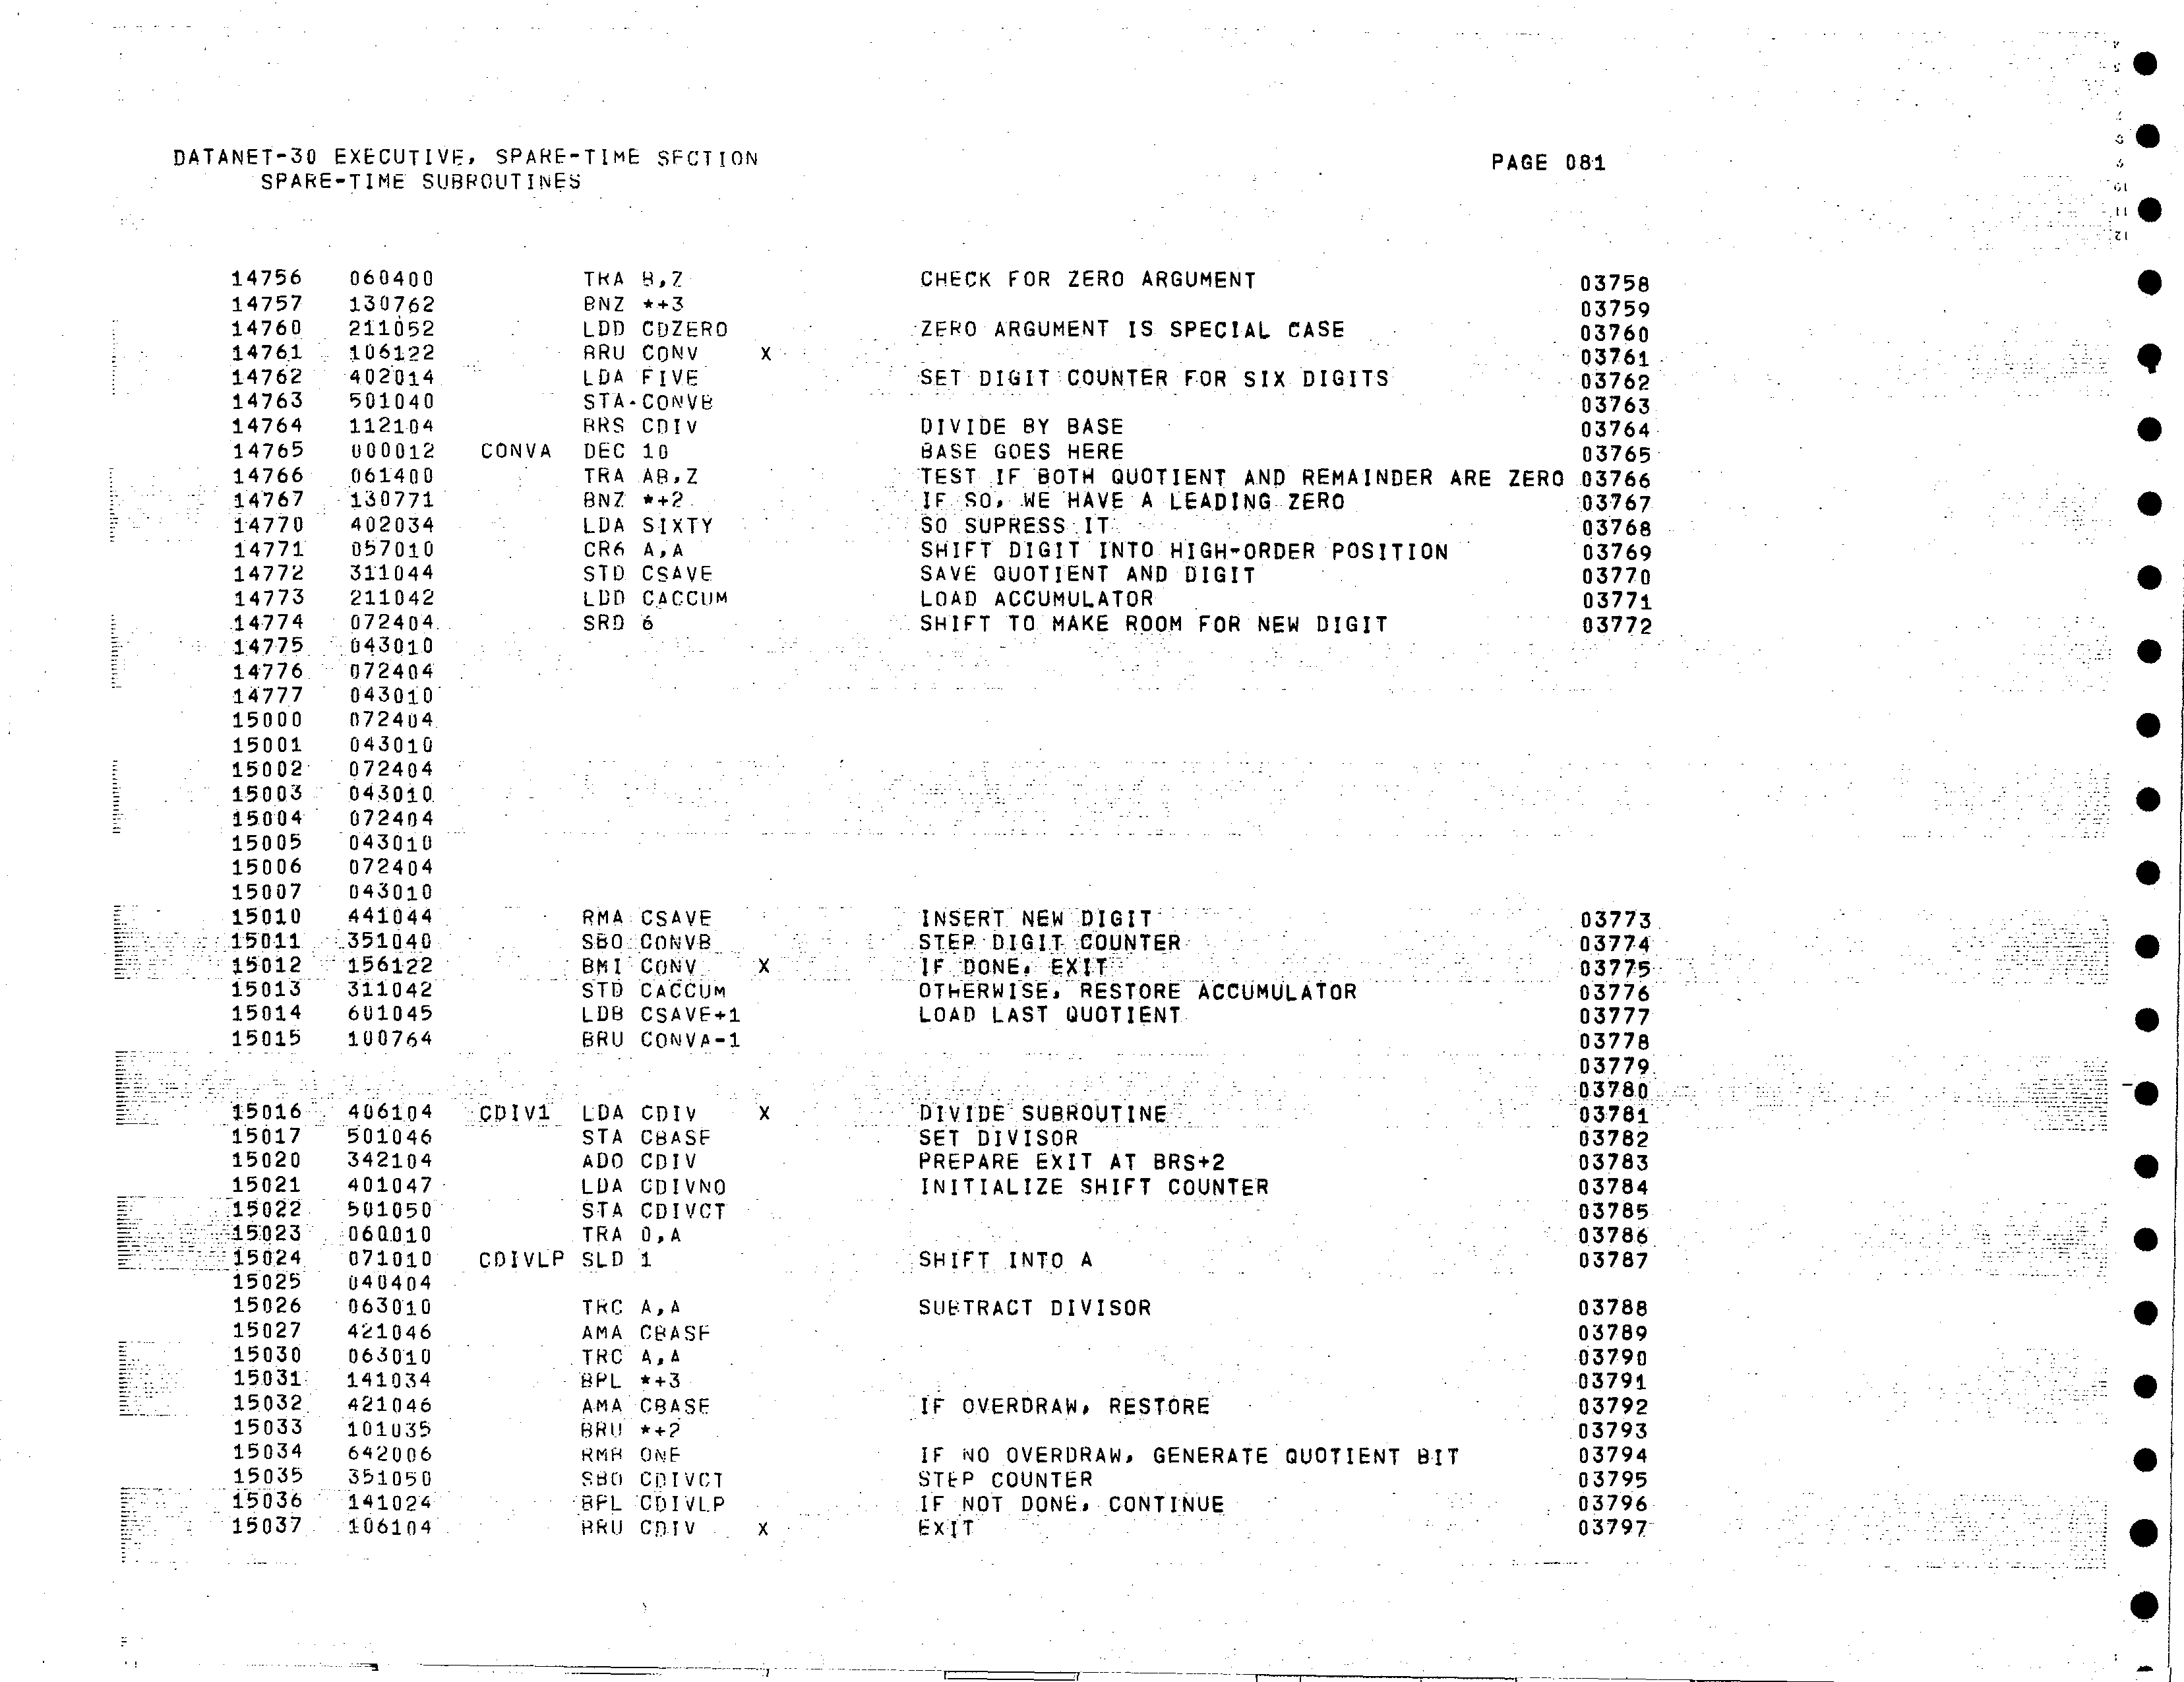 DATANET-30 EXECUTIVE, SPARE-TIME SECTION PAGE 081
SPARE-TIME SUBROUTINES
14756 060400 TRA B,Z CHECK FOR ZERO ARGUMENT 03758
14757 130762 BNZ *+3 03759
14760 211052 LDD CDZERO ZERO ARGUMENT IS SPECIAL CASE 03760
14761 106122 BRU CONV X 03761
14762 402014 LDA FIVE SET DIGIT COUNTER FOR SIX DIGITS 03762
14763 501040 STA CONVB 03763
14764 112104 BRS CDIV DIVIDE BY BASE 03764
14765 000012 CONVA DEC 10 BASE GOES HERE 03765
14766 061400 TRA AB,Z TEST IF BOTH QUOTIENT AND REMAINDER ARE ZERO 03766
14767 130771 BNZ *+2 IF SO, WE HAVE A LEADING ZERO 03767
14770 402034 LDA SIXTY SO SUPRESS IT 03768
14771 057010 CR6 A,A SHIFT DIGIT INTO HIGH-ORDER POSITION 03769
14772 311044 STD CSAVE SAVE QUOTIENT AND DIGIT 03770
14773 211042 LDD CACCUM LOAD ACCUMULATOR 03771
14774 072404 SRD 6 SHIFT TO MAKE ROOM FOR NEW DIGIT 03772
14775 043010
14776 072404
14777 043010
15000 072404
15001 043010
15002 072404
15003 043010
15004 072404
15005 043010
15006 072404
15007 043010
15010 441044 RMA CSAVE INSERT NEW DIGIT 03773
15011 351040 SBO CONVB STEP DIGIT COUNTER 03774
15012 156122 BMI CONV X IF DONE, EXIT 03775
15013 311042 STD CACCUM OTHERWISE, RESTORE ACCUMULATOR 03776
15014 601045 LDB CSAVE+1 LOAD LAST QUOTIENT 03777
15015 100764 BRU CONVA-1 03778
03779
03780
15016 406104 CDIV1 LDA CDIV X DIVIDE SUBROUTINE 03781
15017 501046 STA CBASE SET DIVISOR 03782
15020 342104 ADO CDIV PREPARE EXIT AT BRS+2 03783
15021 401047 LDA CDIVNO INITIALIZE SHIFT COUNTER 03784
15022 501050 STA CDIVCT 03785
15023 060010 TRA 0,A 03786
15024 071010 CDIVLP SLD 1 SHIFT INTO A 03787
15025 040404
15026 063010 TRC A,A SUBTRACT DIVISOR 03788
15027 421046 AMA CBASE 03789
15030 063010 TRC A,A 03790
15031 141034 BPL *+3 03791
15032 421046 AMA CBASE IF OVERDRAW, RESTORE 03792
15033 101035 BRU *+2 03793
15034 642006 RMB ONE IF NO OVERDRAW, GENERATE QUOTIENT BIT 03794
15035 351050 SBO CDIVCT STEP COUNTER 03795
15036 141024 BPL CDIVLP IF NOT DONE, CONTINUE 03796
15037 106104 BRU CDIV X EXIT 03797